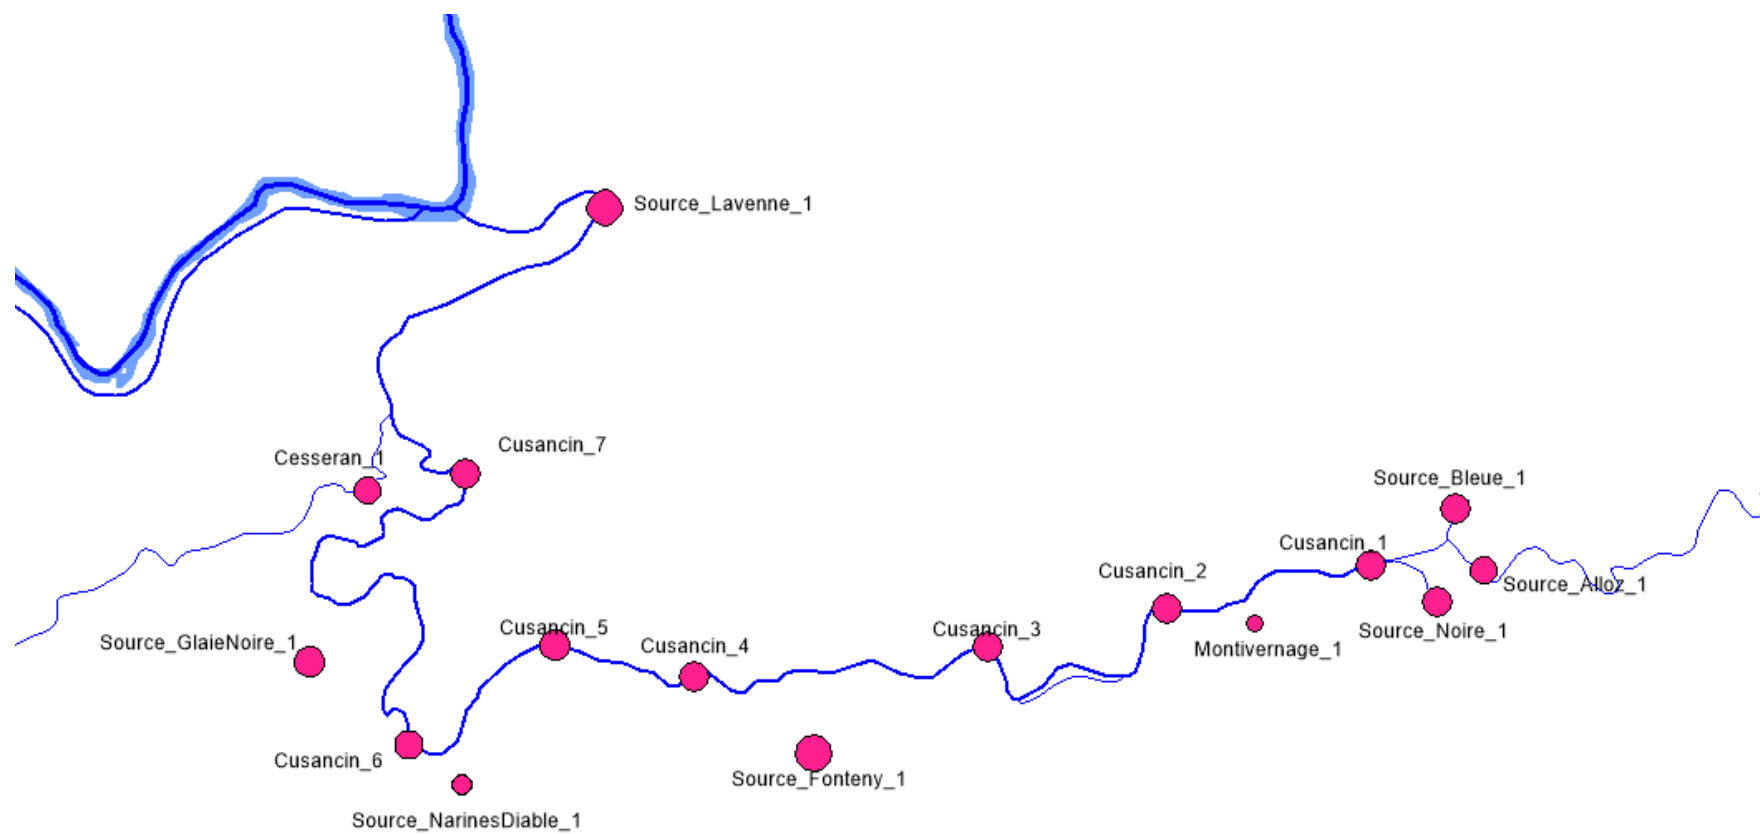 Source_Lavenne_1
Cusancin_7
Cesseran_1
Source_Bleue_1
Cusancin_1
Cusancin_2
Source_Alloz_1
Cusancin_5
Cusancin_3
Source_Noire_1
Source_GlaieNoire_1
Cusancin_4
Montivernage_1
Cusancin_6
Source_Fonteny_1
Source_NarinesDiable_1